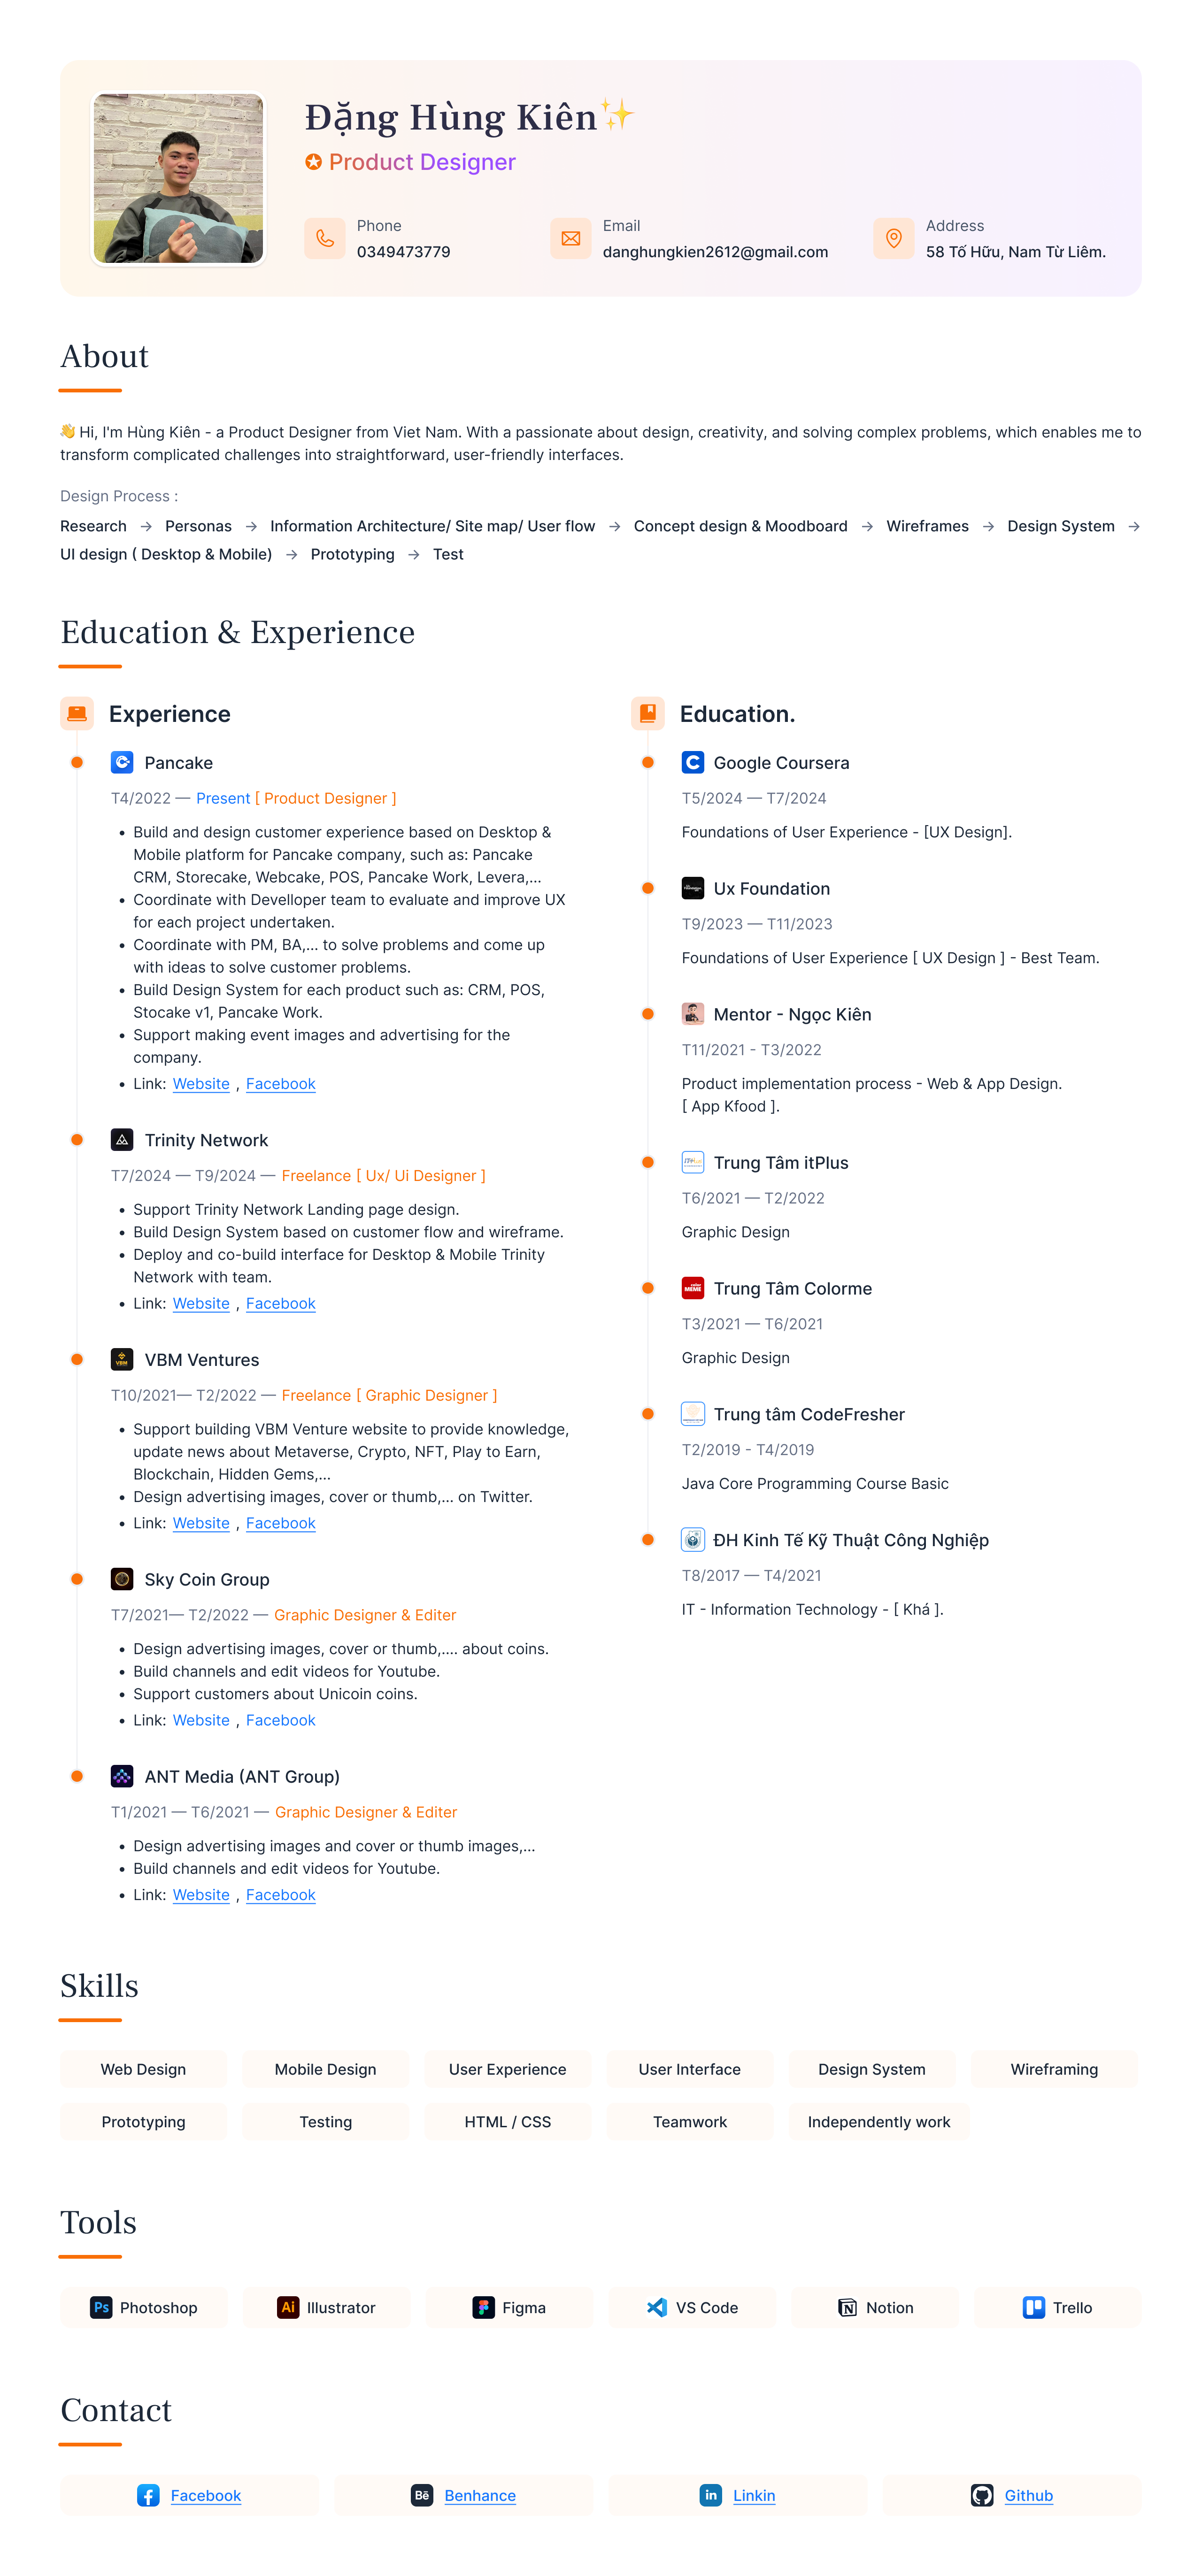 Đặng Hùng Kiên✨
Product Designer
Phone
0349473779
Email
danghungkien2612@gmail.com
Address
58 Tố Hữu, Nam Từ Liêm.
About
👋 Hi, I'm Hùng Kiên - a Product Designer from Viet Nam. With a passionate about design, creativity, and solving complex problems, which enables me to
transform complicated challenges into straightforward, user-friendly interfaces.
Design Process :
Research → Personas → Information Architecture/ Site map/ User flow → Concept design & Moodboard → Wireframes → Design System →
UI design ( Desktop & Mobile) → Prototyping → Test
Education & Experience
Experience
Pancake
T4/2022 — Present [ Product Designer ]
• Build and design customer experience based on Desktop &
Mobile platform for Pancake company, such as: Pancake
CRM, Storecake, Webcake, POS, Pancake Work, Levera,...
• Coordinate with Develloper team to evaluate and improve UX
for each project undertaken.
• Coordinate with PM, BA,... to solve problems and come up
with ideas to solve customer problems.
• Build Design System for each product such as: CRM, POS,
Stocake v1, Pancake Work.
• Support making event images and advertising for the
company.
• Link: Website , Facebook
Trinity Network
T7/2024 — T9/2024 — Freelance [ Ux/ Ui Designer ]
• Support Trinity Network Landing page design.
• Build Design System based on customer flow and wireframe.
• Deploy and co-build interface for Desktop & Mobile Trinity
Network with team.
• Link: Website , Facebook
VBM
VBM Ventures
T10/2021— T2/2022 — Freelance [ Graphic Designer ]
• Support building VBM Venture website to provide knowledge,
update news about Metaverse, Crypto, NFT, Play to Earn,
Blockchain, Hidden Gems,...
• Design advertising images, cover or thumb,... on Twitter.
• Link: Website , Facebook
Sky Coin Group
T7/2021— T2/2022 — Graphic Designer & Editer
• Design advertising images, cover or thumb,.... about coins.
• Build channels and edit videos for Youtube.
• Support customers about Unicoin coins.
• Link: Website , Facebook
ANT Media (ANT Group)
T1/2021 — T6/2021 — Graphic Designer & Editer
• Design advertising images and cover or thumb images,...
• Build channels and edit videos for Youtube.
• Link: Website , Facebook
Education.
Google Coursera
T5/2024 — T7/2024
Foundations of User Experience - [UX Design].
Ux Foundation
T9/2023 — T11/2023
Foundations of User Experience [ UX Design ] - Best Team.
Mentor - Ngọc Kiên
T11/2021 - T3/2022
Product implementation process - Web & App Design.
[ App Kfood ].
Trung Tâm itPlus
T6/2021 — T2/2022
Graphic Design
Trung Tâm Colorme
T3/2021 — T6/2021
Graphic Design
Trung tâm CodeFresher
T2/2019 - T4/2019
Java Core Programming Course Basic
ĐH Kinh Tế Kỹ Thuật Công Nghiệp
T8/2017 — T4/2021
IT - Information Technology - [ Khá ].
Skills
Web Design
Mobile Design
User Experience
User Interface
Design System
Wireframing
Prototyping
Testing
HTML / CSS
Teamwork
Independently work
Tools
Ps Photoshop
Ai Illustrator
Figma
VS Code
Notion
Trello
Contact
Facebook
Bē Benhance
in Linkin
Github